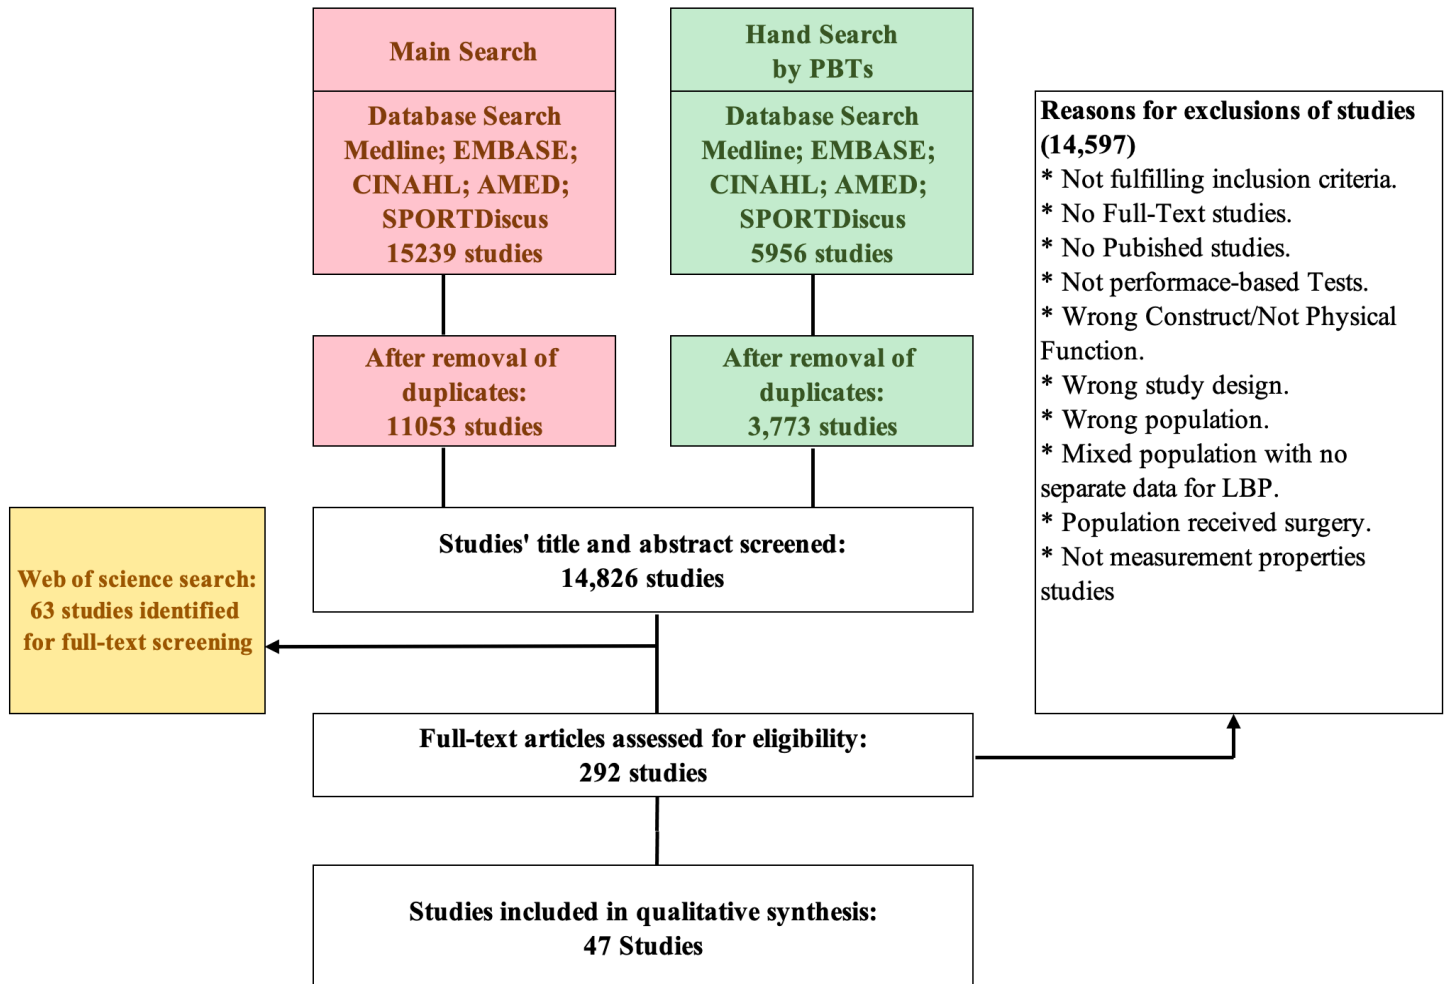 Main Search
Database Search
Medline; EMBASE;
CINAHL; AMED;
SPORTDiscus
15239 studies
Hand Search
by PBTs
Database Search
Medline; EMBASE;
CINAHL; AMED;
SPORTDiscus
5956 studies
After removal of
duplicates:
11053 studies
After removal of
duplicates:
3,773 studies
Studies' title and abstract screened:
14,826 studies
Web of science search:
63 studies identified
for full-text screening
Full-text articles assessed for eligibility:
292 studies
Reasons for exclusions of studies
(14,597)
* Not fulfilling inclusion criteria.
* No Full-Text studies.
* No Pubished studies.
* Not performace-based Tests.
* Wrong Construct/Not Physical
Function.
* Wrong study design.
* Wrong population.
* Mixed population with no
separate data for LBP.
* Population received surgery.
* Not measurement properties
studies
Studies included in qualitative synthesis:
47 Studies